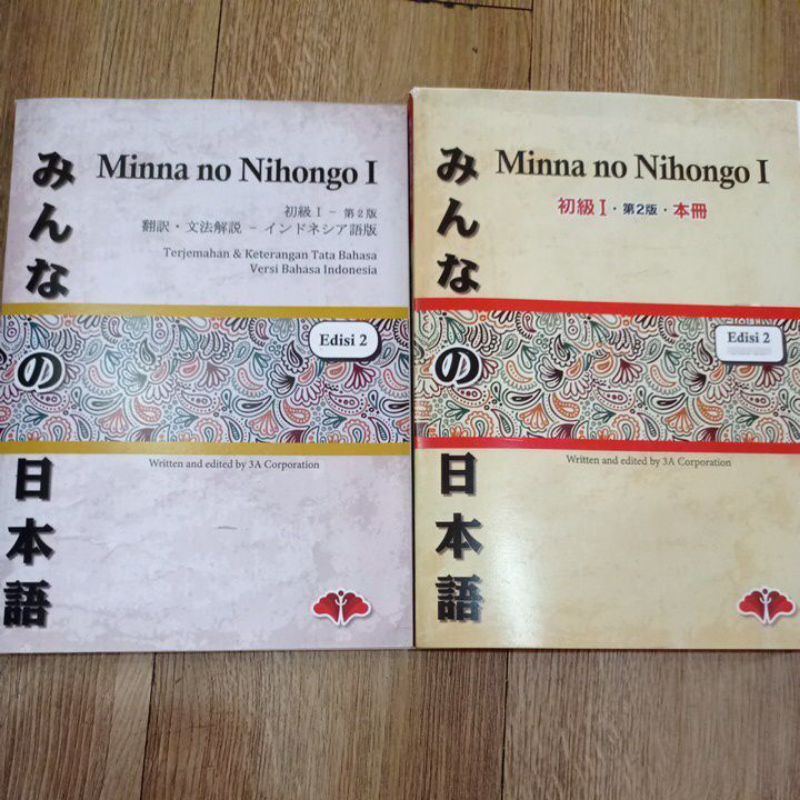 みんなの日本語
Minna no Nihongo I
初級 I － 第2版
翻訳・文法解説 － インドネシア語版
Terjemahan & Keterangan Tata Bahasa
Versi Bahasa Indonesia
Edisi 2
Written and edited by 3A Corporation
みんなの日本語
Minna no Nihongo I
初級 I・第2版・本冊
Edisi 2
Written and edited by 3A Corporation